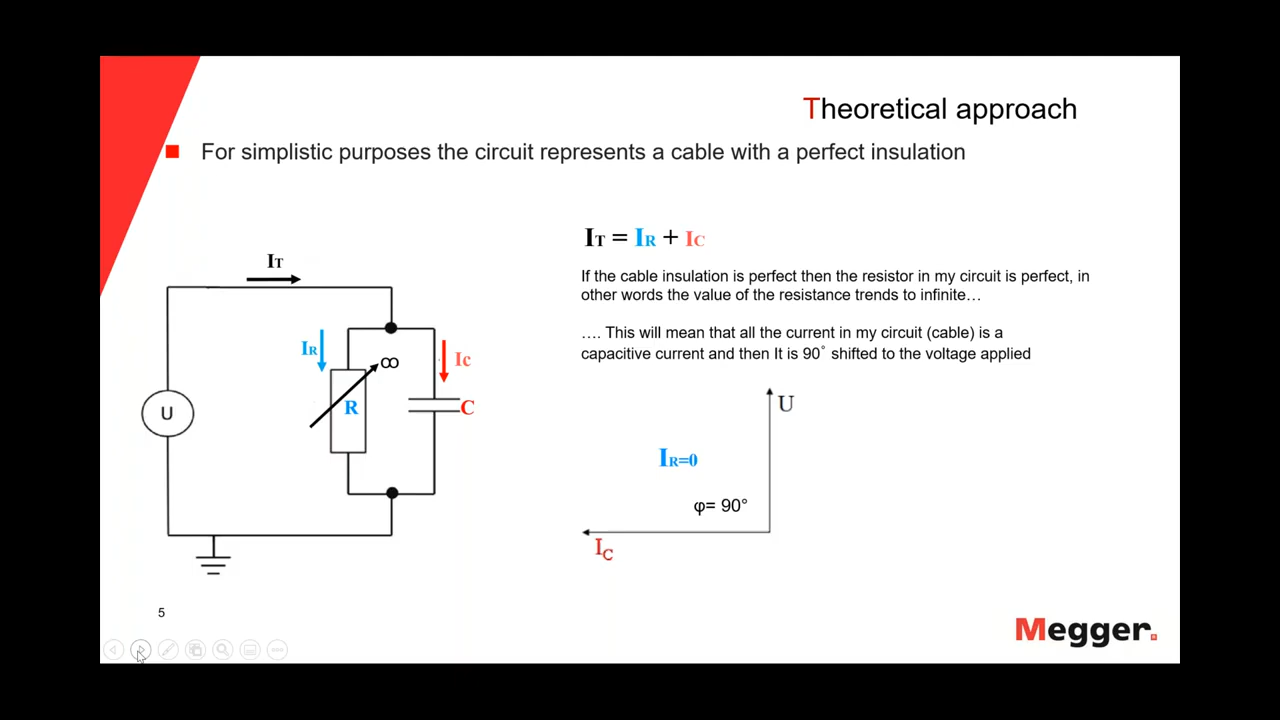 Theoretical approach
For simplistic purposes the circuit represents a cable with a perfect insulation
IT = IR + IC
If the cable insulation is perfect then the resistor in my circuit is perfect, in
other words the value of the resistance trends to infinite…
…. This will mean that all the current in my circuit (cable) is a
capacitive current and then It is 90° shifted to the voltage applied
IT
IR
∞
Ic
R
C
U
U
IR=0
φ= 90°
IC
5
Megger.